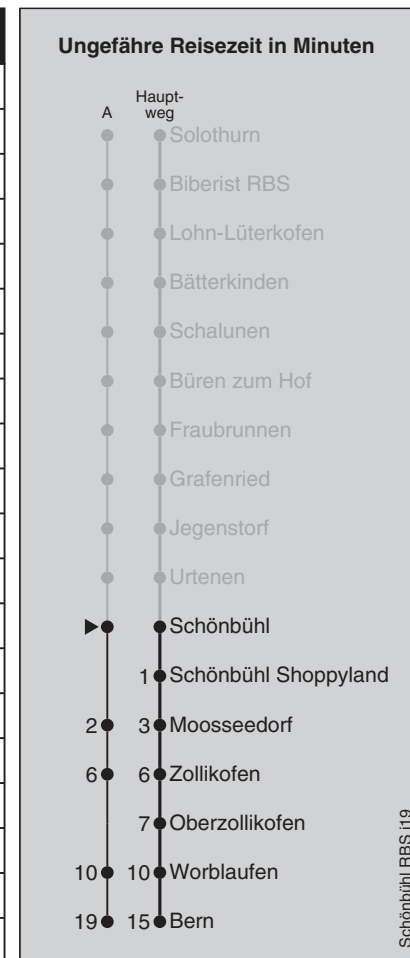 Ungefähre Reisezeit in Minuten
Haupt-
A weg
Solothurn
Biberist RBS
Lohn-Lüterkofen
Bätterkinden
Schalunen
Büren zum Hof
Fraubrunnen
Grafenried
Jegenstorf
Urtenen
Schönbühl
1 Schönbühl Shoppyland
2 3 Moosseedorf
6 6 Zollikofen
7 Oberzollikofen
10 10 Worblaufen
19 15 Bern
Schönbühl RBS j19